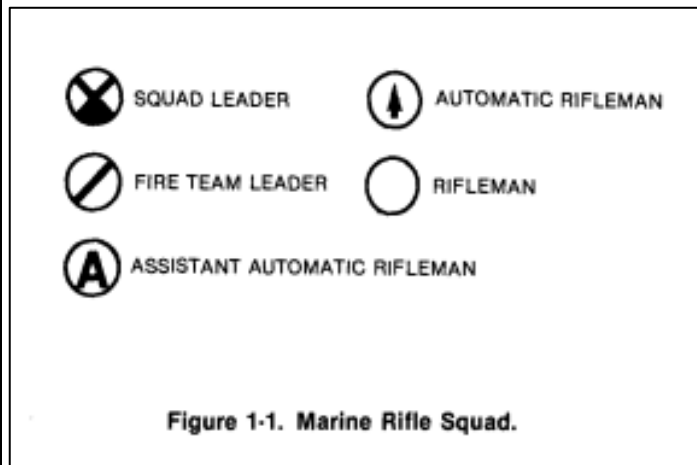 SQUAD LEADER
AUTOMATIC RIFLEMAN
FIRE TEAM LEADER
RIFLEMAN
A ASSISTANT AUTOMATIC RIFLEMAN
Figure 1-1. Marine Rifle Squad.